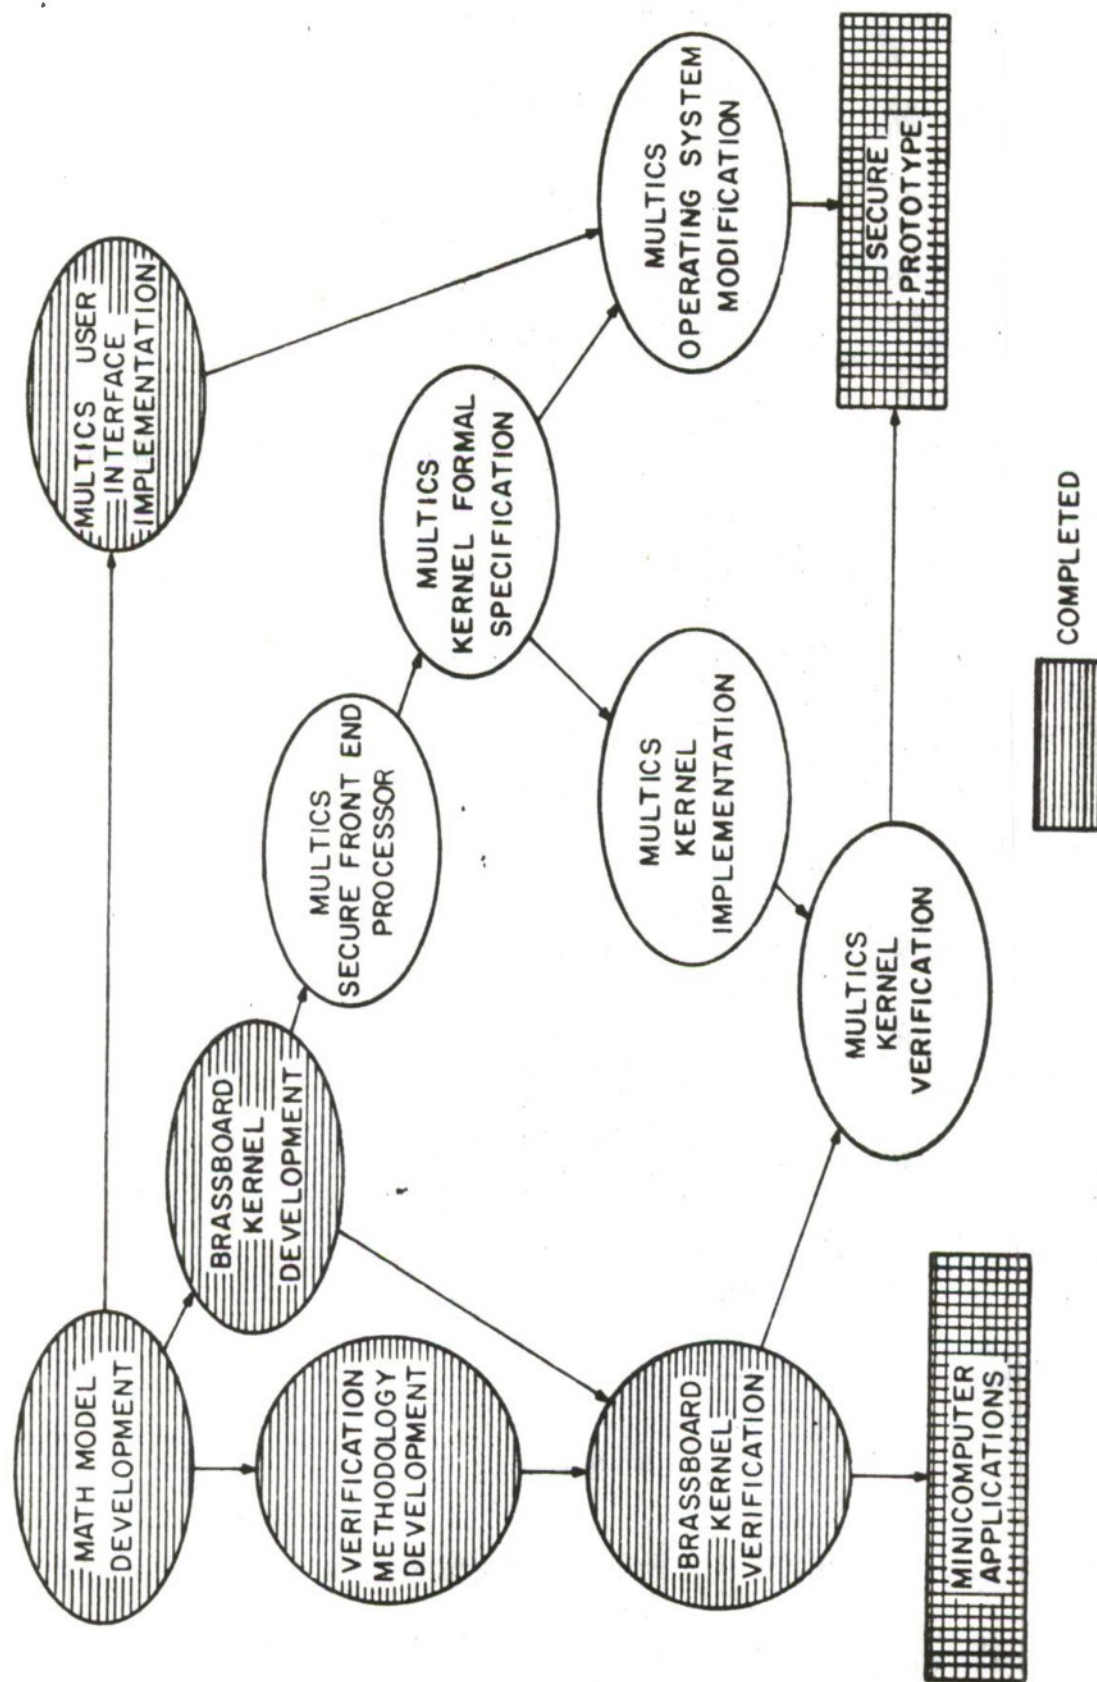 MATH MODEL
DEVELOPMENT
MULTICS USER
INTERFACE
IMPLEMENTATION
BRASSBOARD
KERNEL
DEVELOPMENT
VERIFICATION
METHODOLOGY
DEVELOPMENT
MULTICS
SECURE FRONT END
PROCESSOR
MULTICS
KERNEL FORMAL
SPECIFICATION
BRASSBOARD
KERNEL
VERIFICATION
MULTICS
KERNEL
IMPLEMENTATION
MULTICS
OPERATING SYSTEM
MODIFICATION
MULTICS
KERNEL
VERIFICATION
MINICOMPUTER
APPLICATIONS
SECURE
PROTOTYPE
COMPLETED